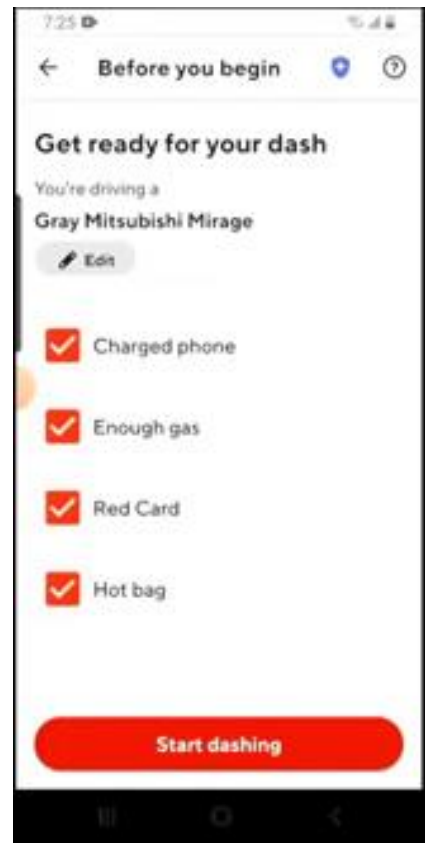 7:25
Before you begin
Get ready for your dash
You're driving a
Gray Mitsubishi Mirage
Edit
Charged phone
Enough gas
Red Card
Hot bag
Start dashing